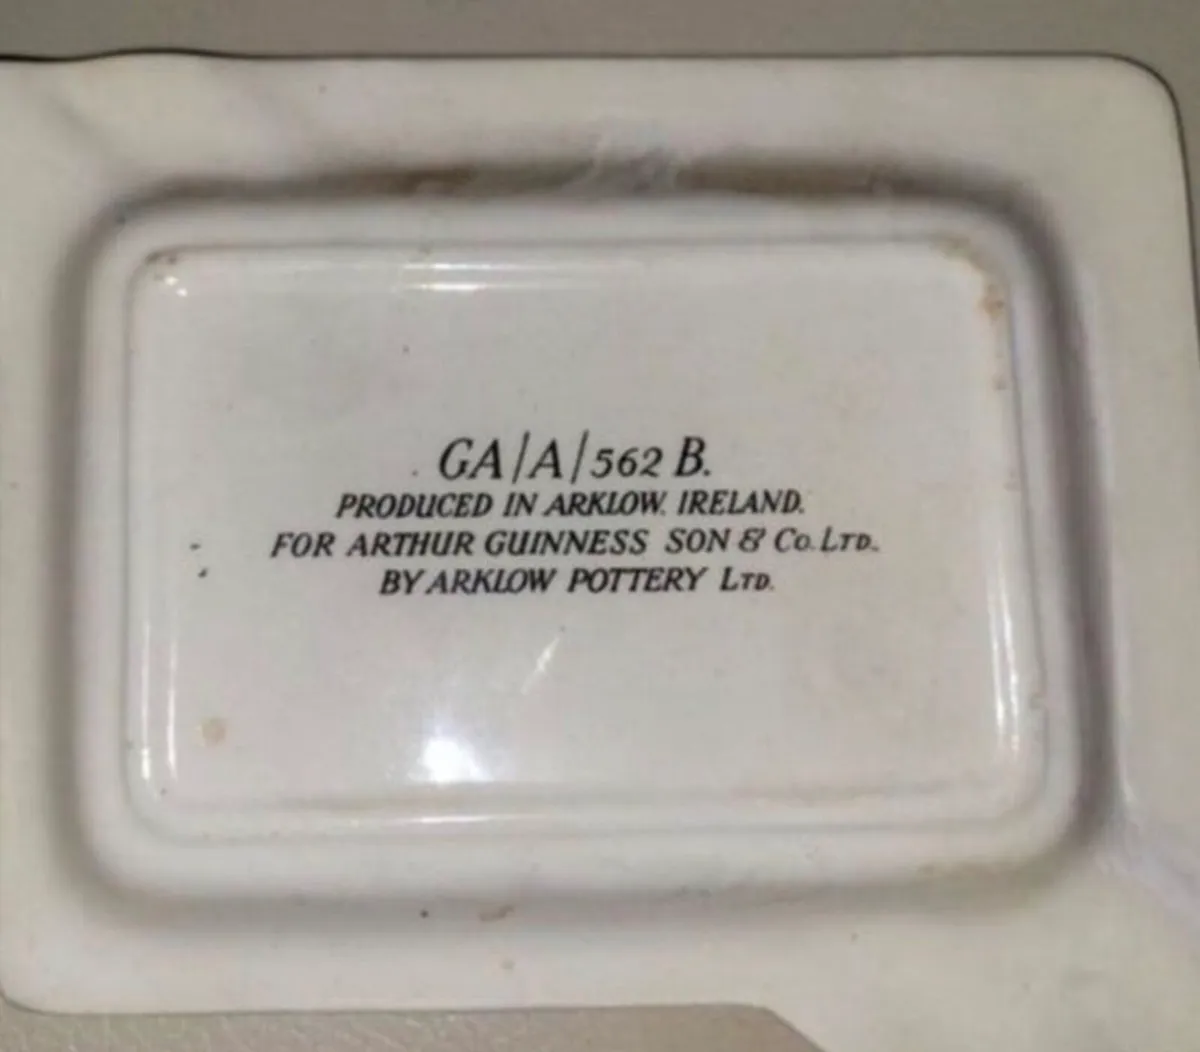 GA/A/562 B.
PRODUCED IN ARKLOW. IRELAND.
FOR ARTHUR GUINNESS SON & Co. LTD.
BY ARKLOW POTTERY LTD.